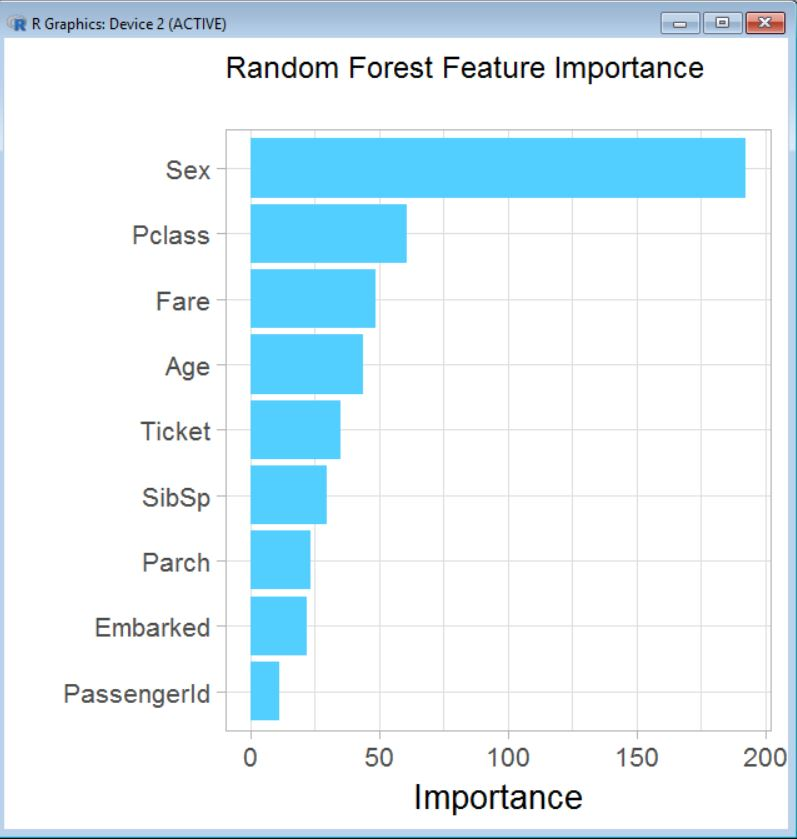 R Graphics: Device 2 (ACTIVE)
Random Forest Feature Importance
Sex
Pclass
Fare
Age
Ticket
SibSp
Parch
Embarked
PassengerId
0 50 100 150 200
Importance